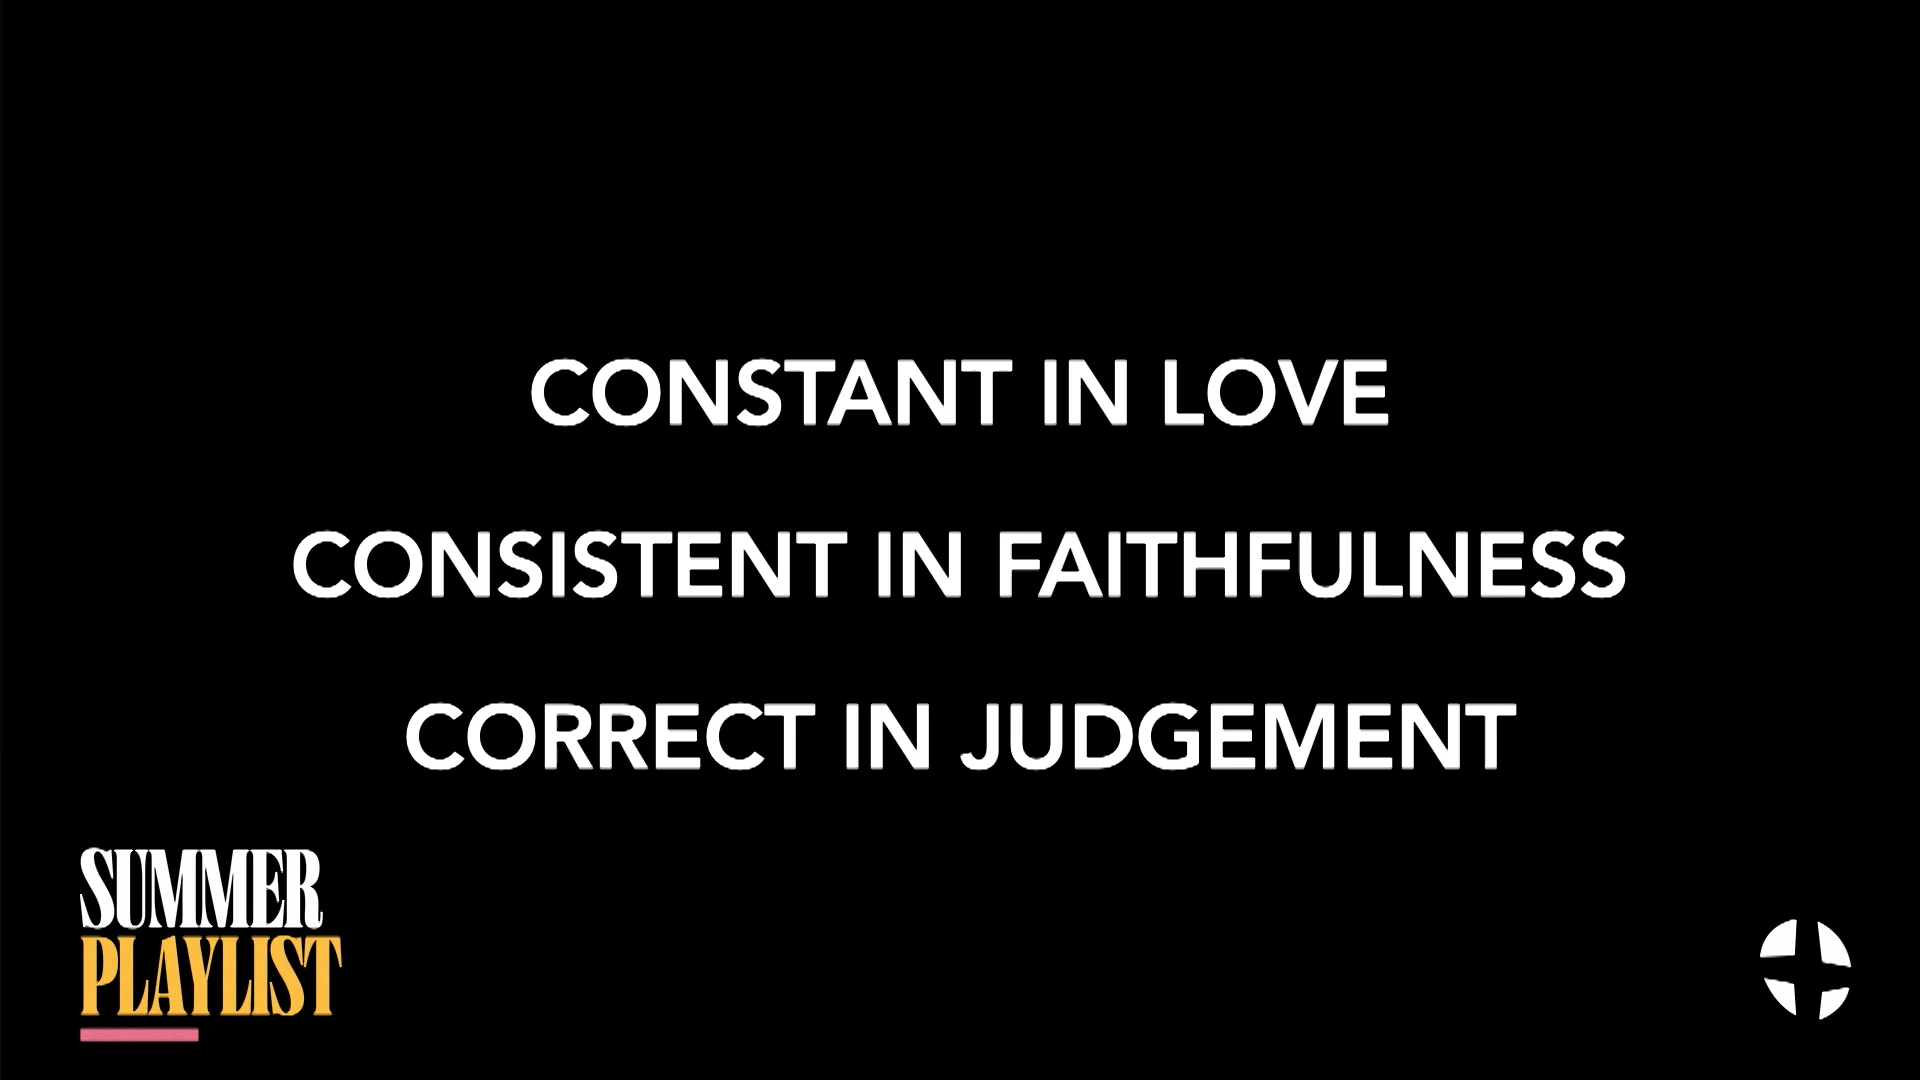 CONSTANT IN LOVE
CONSISTENT IN FAITHFULNESS
CORRECT IN JUDGEMENT
SUMMER
PLAYLIST